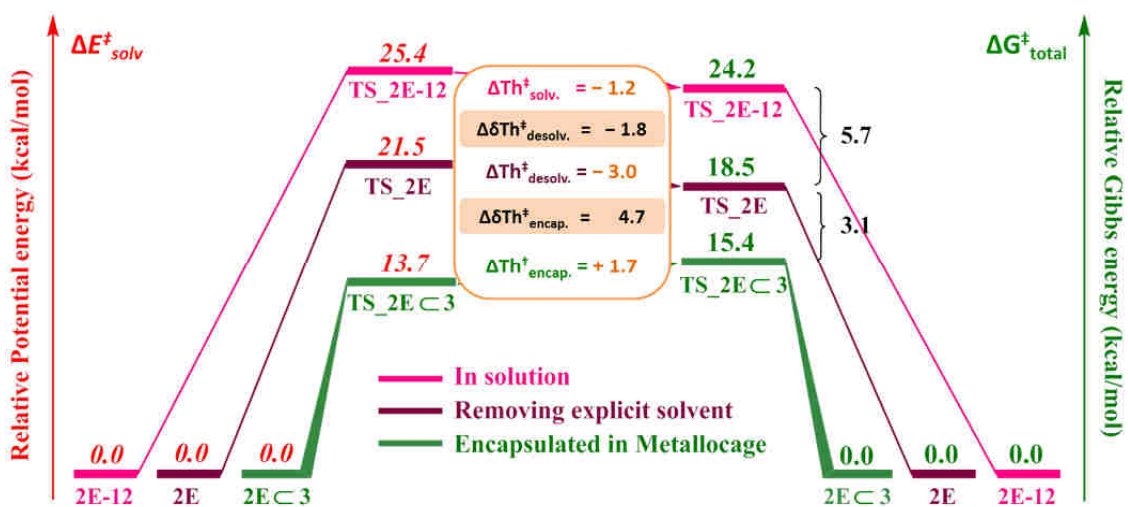 ΔE‡solv
ΔG‡total
Relative Potential energy (kcal/mol)
Relative Gibbs energy (kcal/mol)
25.4
TS_2E-12
21.5
TS_2E
13.7
TS_2E⊂3
ΔTh‡solv. = – 1.2
ΔδTh‡desolv. = – 1.8
ΔTh‡desolv. = – 3.0
ΔδTh‡encap. = 4.7
ΔTh†encap. = + 1.7
24.2
TS_2E-12
18.5
TS_2E
15.4
TS_2E⊂3
5.7
3.1
In solution
Removing explicit solvent
Encapsulated in Metallocage
0.0 0.0 0.0 0.0 0.0 0.0
2E-12 2E 2E⊂3 2E⊂3 2E 2E-12